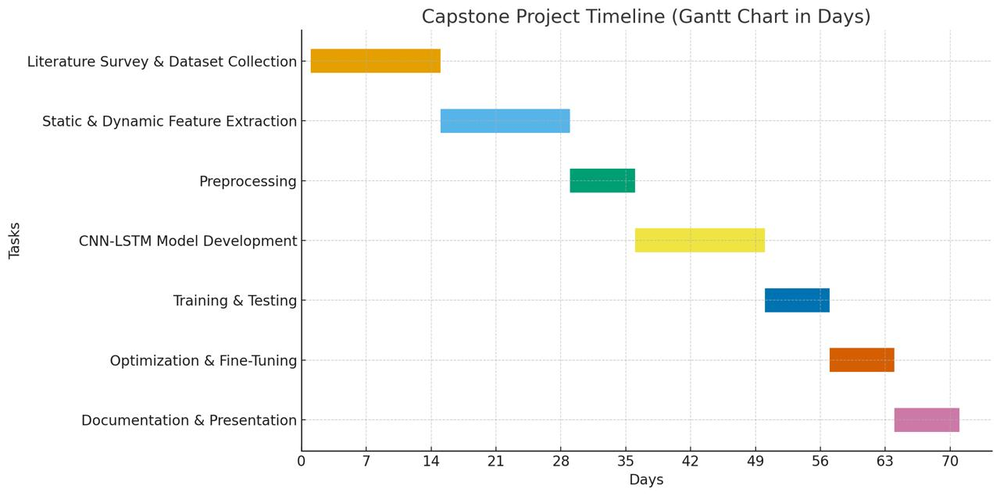 Capstone Project Timeline (Gantt Chart in Days)
Literature Survey & Dataset Collection
Static & Dynamic Feature Extraction
Preprocessing
CNN-LSTM Model Development
Training & Testing
Optimization & Fine-Tuning
Documentation & Presentation
Tasks
0 7 14 21 28 35 42 49 56 63 70
Days